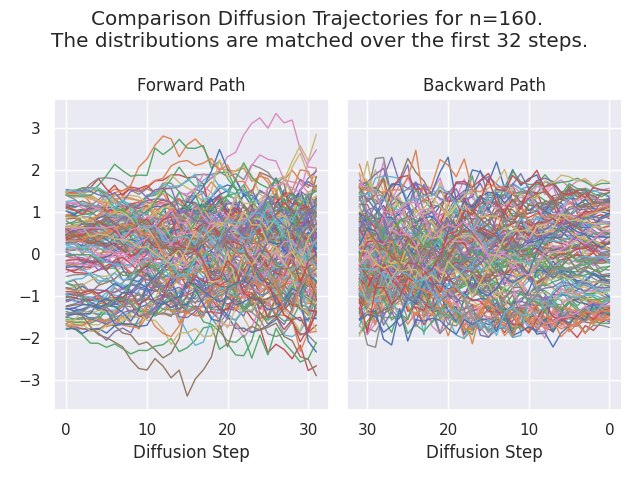 Comparison Diffusion Trajectories for n=160.
The distributions are matched over the first 32 steps.
Forward Path
Backward Path
3
2
1
0
−1
−2
−3
0 10 20 30
30 20 10 0
Diffusion Step
Diffusion Step